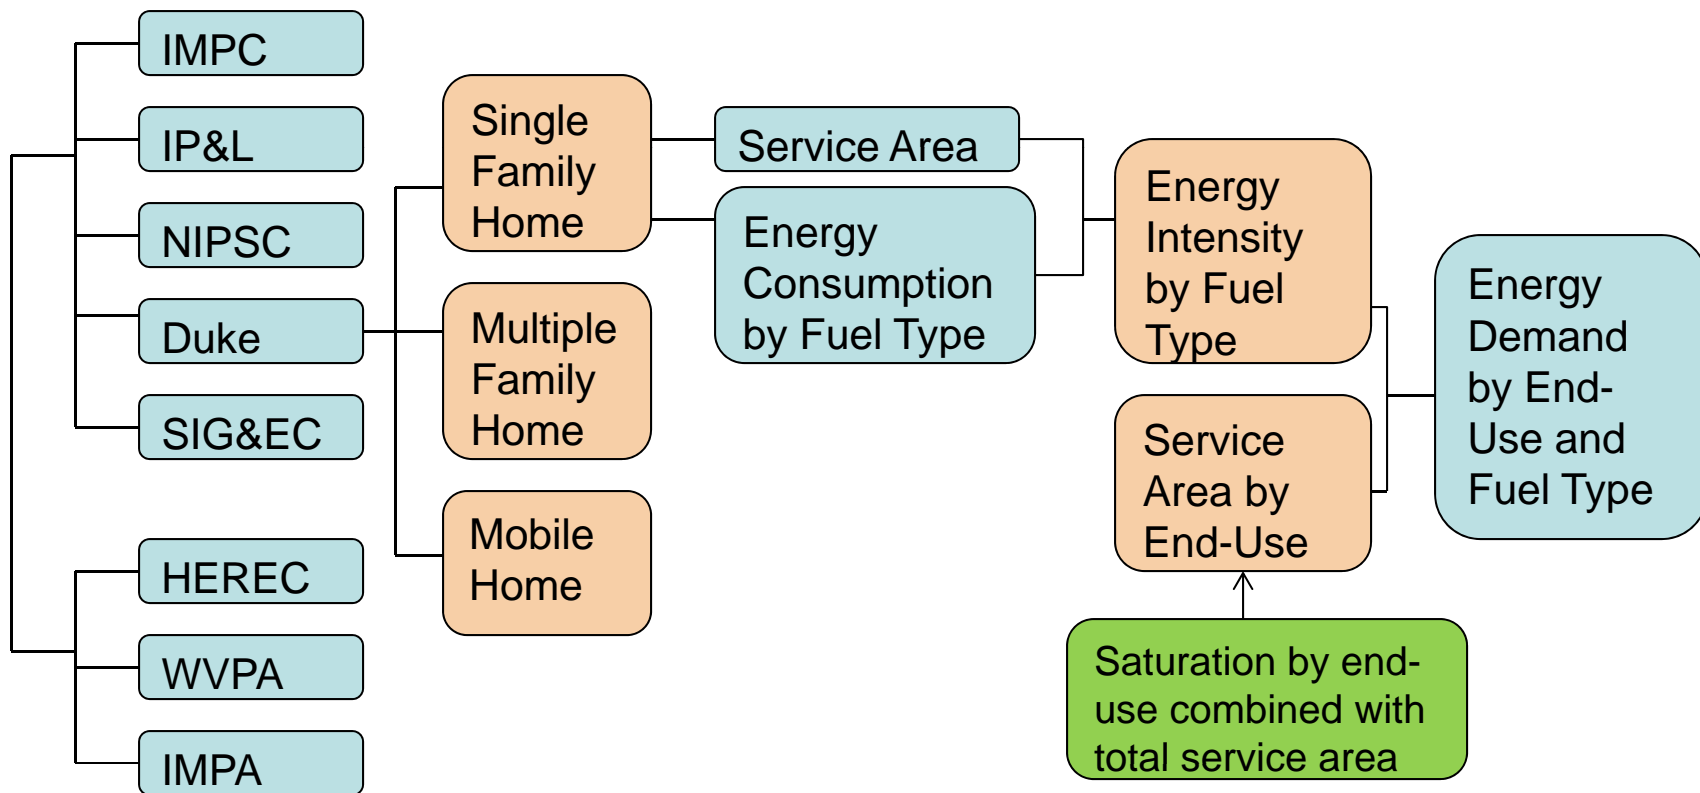 IMPC
IP&L
NIPSC
Duke
SIG&EC
HEREC
WVPA
IMPA
Single
Family
Home
Multiple
Family
Home
Mobile
Home
Service Area
Energy
Consumption
by Fuel Type
Energy
Intensity
by Fuel
Type
Service
Area by
End-Use
Saturation by end-
use combined with
total service area
Energy
Demand
by End-
Use and
Fuel Type